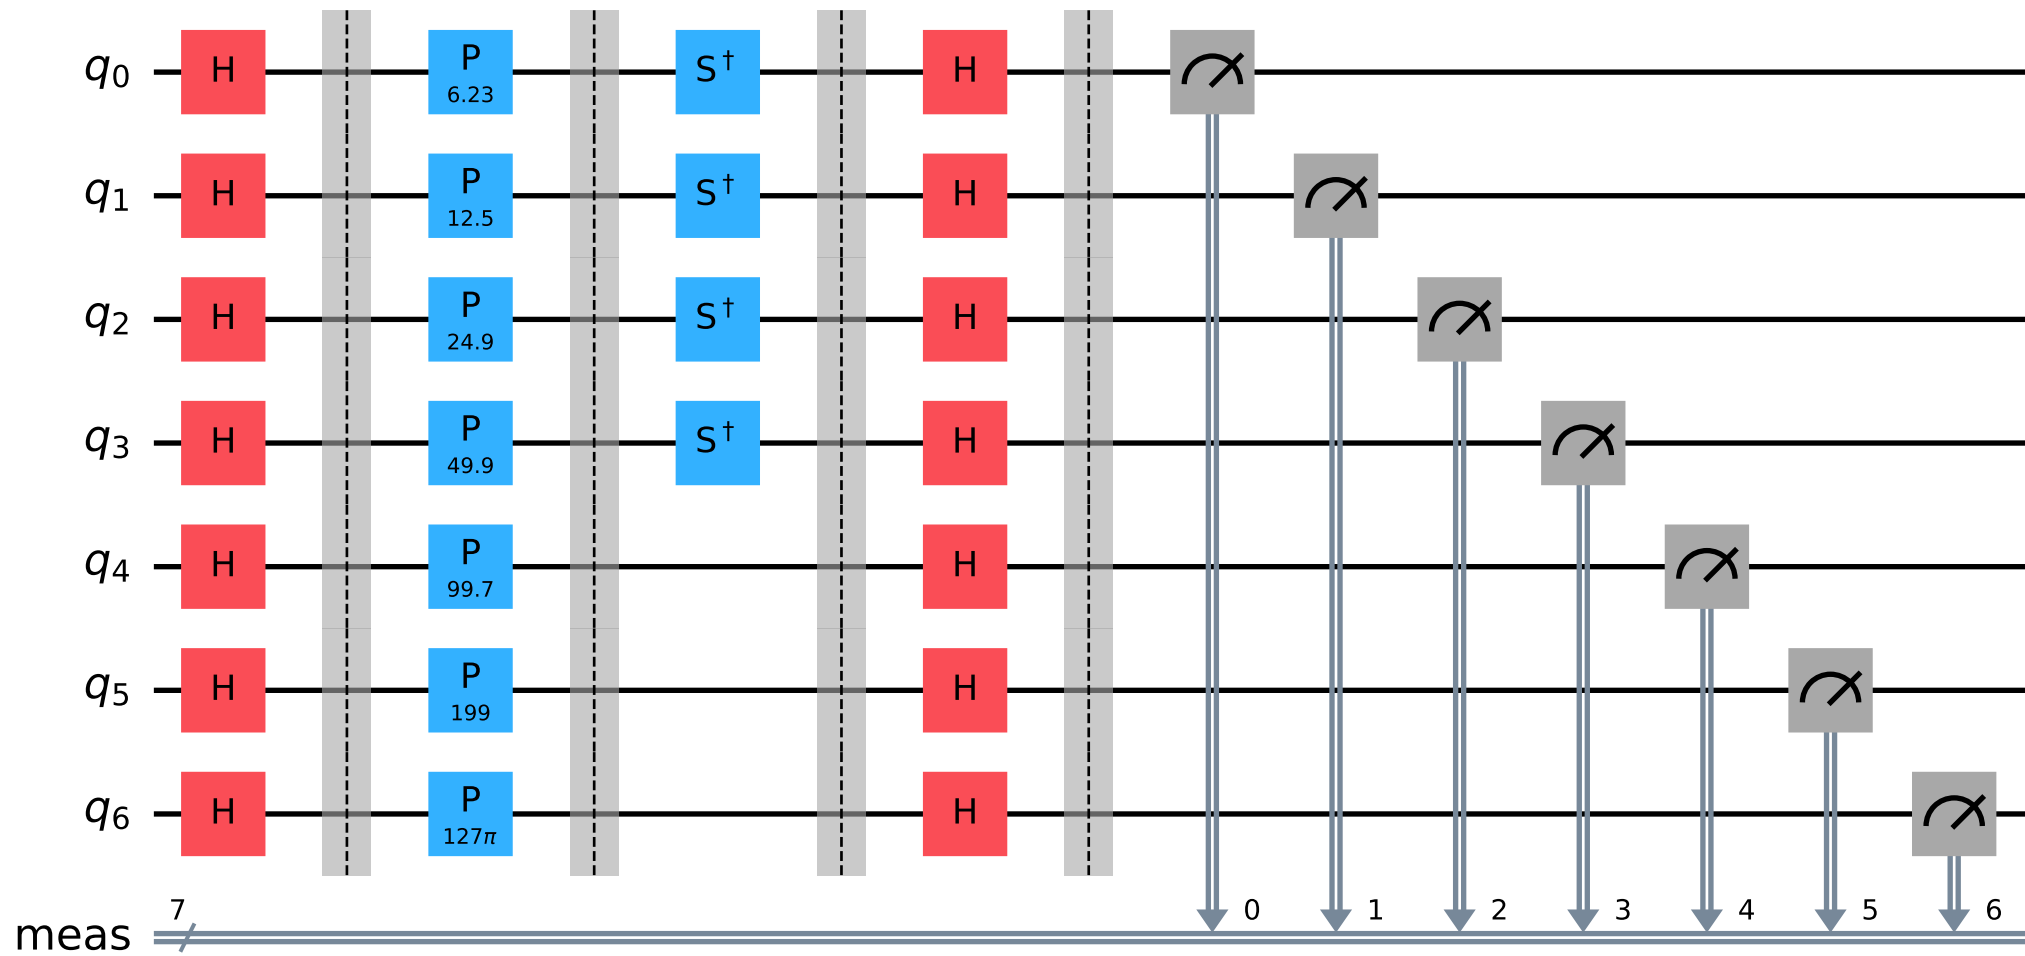 q0 H P 6.23 S† H
q1 H P 12.5 S† H
q2 H P 24.9 S† H
q3 H P 49.9 S† H
q4 H P 99.7 H
q5 H P 199 H
q6 H P 127π H
meas 7 0 1 2 3 4 5 6